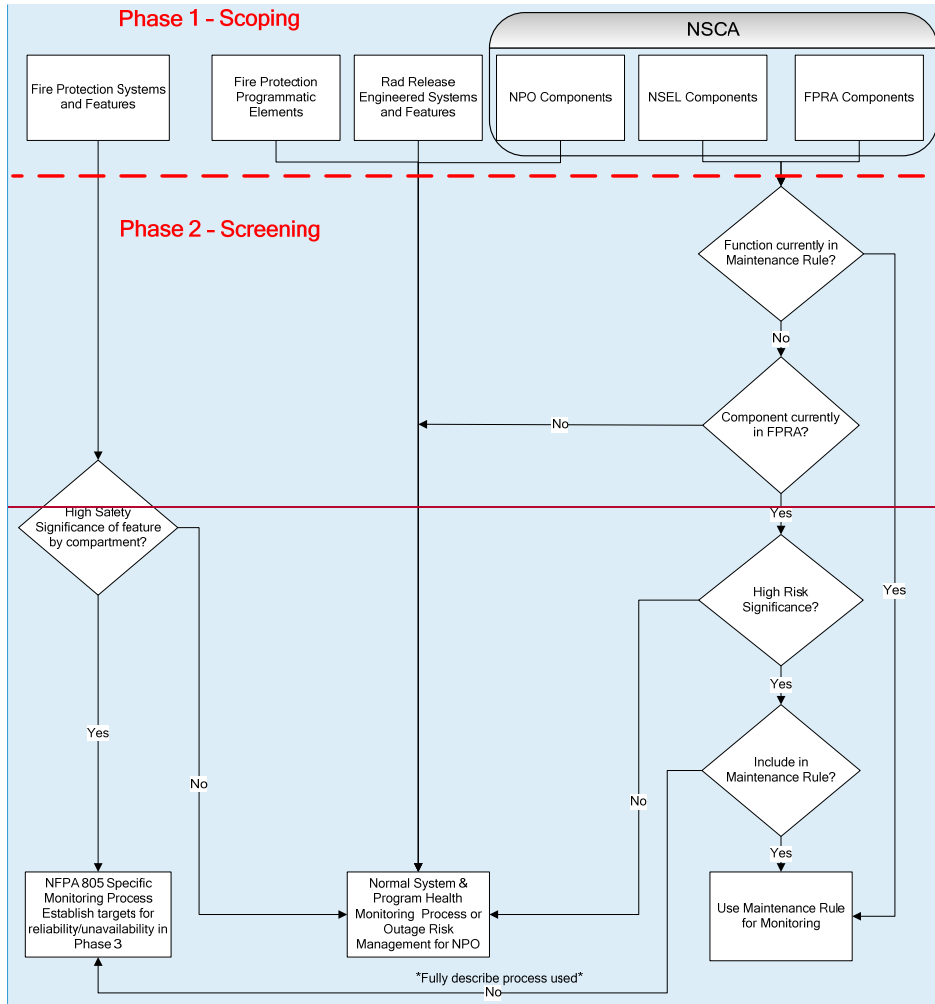 Phase 1 - Scoping
NSCA
Fire Protection Systems
and Features
Fire Protection
Programmatic
Elements
Rad Release
Engineered Systems
and Features
NPO Components
NSEL Components
FPRA Components
Phase 2 - Screening
Function currently in
Maintenance Rule?
No
Component currently
in FPRA?
No
Yes
High Safety
Significance of feature
by compartment?
High Risk
Significance?
Yes
Yes
Yes
Include in
Maintenance Rule?
No
No
Yes
NFPA 805 Specific
Monitoring Process
Establish targets for
reliability/unavailability in
Phase 3
Normal System &
Program Health
Monitoring Process or
Outage Risk
Management for NPO
Use Maintenance Rule
for Monitoring
*Fully describe process used*
No